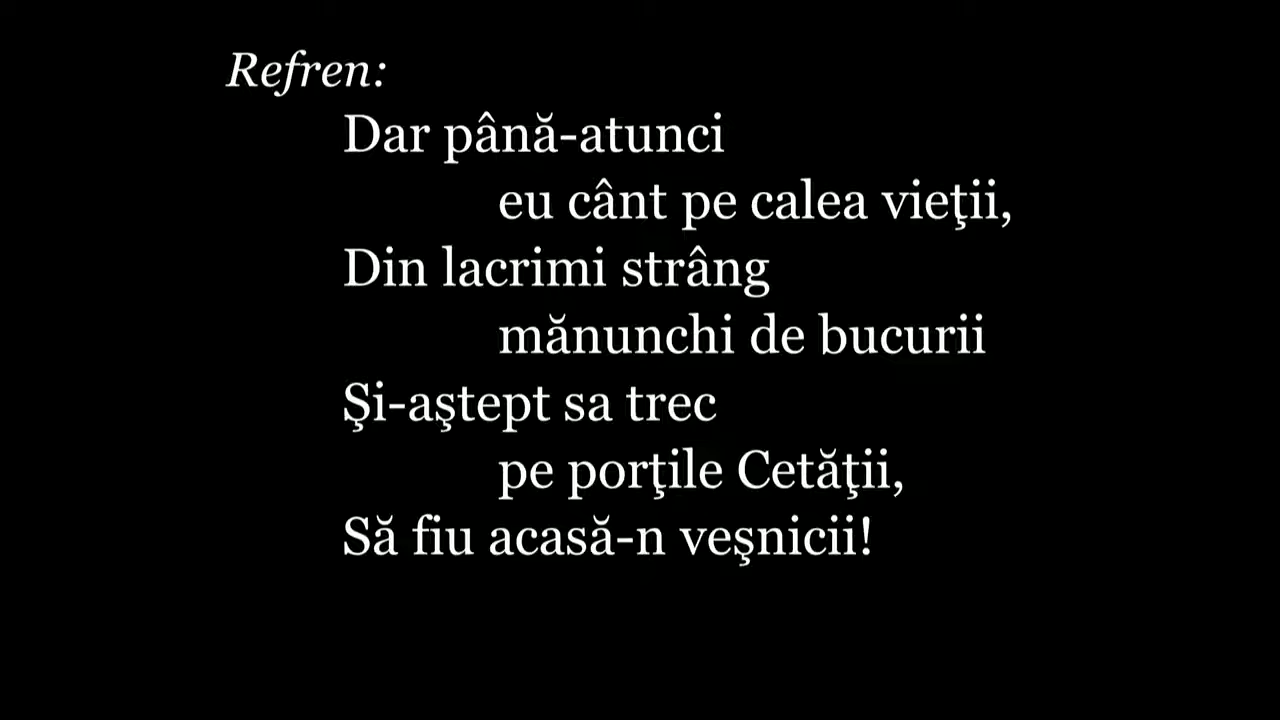 Refren:
Dar până-atunci
eu cânt pe calea vieţii,
Din lacrimi strâng
mănunchi de bucurii
Şi-aştept sa trec
pe porţile Cetăţii,
Să fiu acasă-n veşnicii!